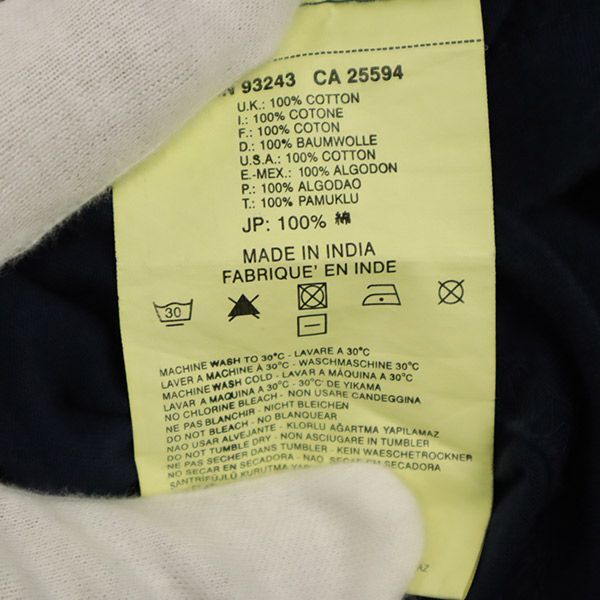 N 93243 CA 25594
U.K.: 100% COTTON
I.: 100% COTONE
F.: 100% COTON
D.: 100% BAUMWOLLE
U.S.A.: 100% COTTON
E.-MEX.: 100% ALGODON
P.: 100% ALGODAO
T.: 100% PAMUKLU
JP: 100% 綿
MADE IN INDIA
FABRIQUE' EN INDE
30
MACHINE WASH TO 30°C - LAVARE A 30°C
LAVER A MACHINE À 30°C - WASCHMASCHINE 30°C
MACHINE WASH COLD - LAVAR A MÁQUINA A 30°C
LAVAR A MAQUINA A 30°C - 30°C' DE YIKAMA
NO CHLORINE BLEACH - NON USARE CANDEGGINA
NE PAS BLANCHIR - NICHT BLEICHEN
DO NOT BLEACH - NO BLANQUEAR
NAO USAR ALVEJANTE - KLORLU AĞARTMA YAPILAMAZ
DO NOT TUMBLE DRY - NON ASCIUGARE IN TUMBLER
NE PAS SECHER DANS TUMBLER - KEIN WAESCHETROCKNER
NO SECAR EN SECADORA - NAO SECAR EM SECADORA
SANTRİFÜJLÜ KURUTMA